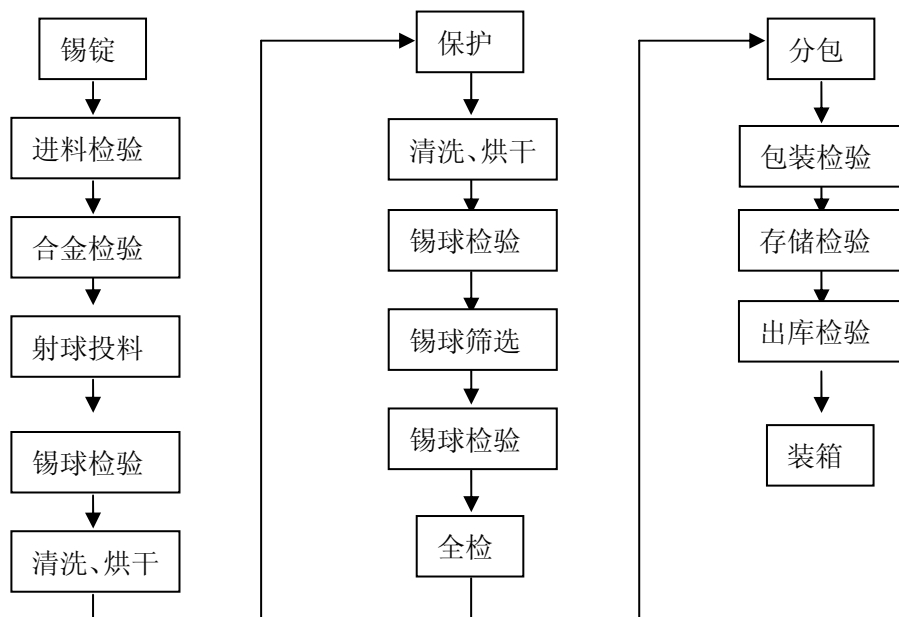 锡锭
进料检验
合金检验
射球投料
锡球检验
清洗、烘干
保护
清洗、烘干
锡球检验
锡球筛选
锡球检验
全检
分包
包装检验
存储检验
出库检验
装箱